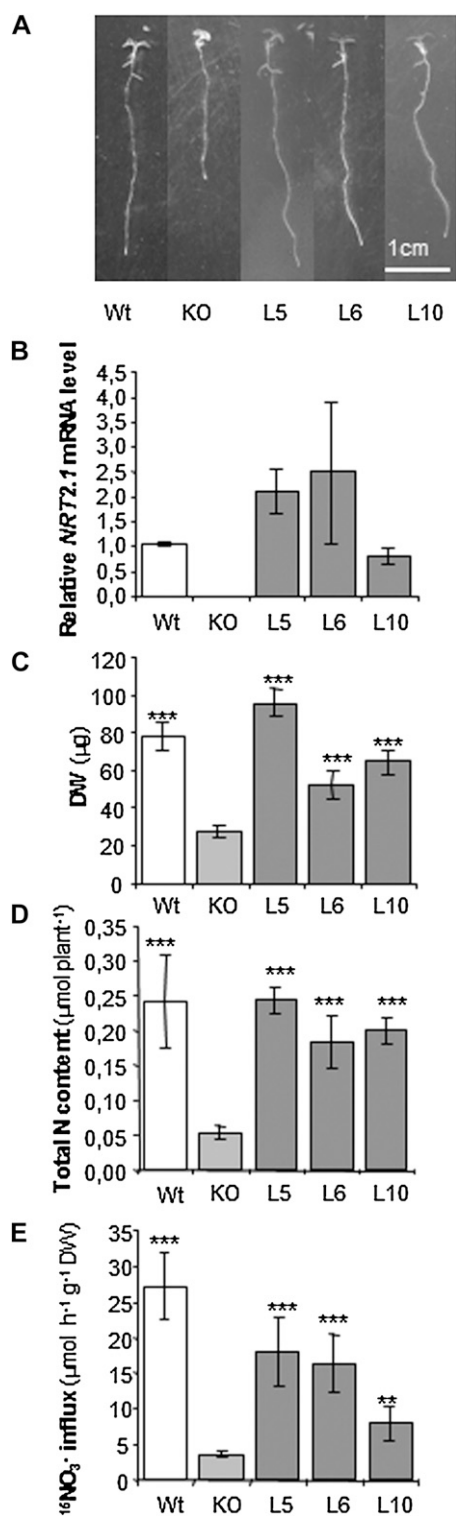 A
1cm
Wt KO L5 L6 L10
B
Relative NRT2.1 mRNA level
4,5
4,0
3,5
3,0
2,5
2,0
1,5
1,0
0,5
0,0
Wt KO L5 L6 L10
C
DW (µg)
120
100
80
60
40
20
0
*** *** *** ***
Wt KO L5 L6 L10
D
Total N content (µmol plant-1)
0,35
0,30
0,25
0,20
0,15
0,10
0,05
0,00
*** *** *** ***
Wt KO L5 L6 L10
E
16NO3- influx (µmol h-1 g-1 DW)
35
30
25
20
15
10
5
0
*** *** *** **
Wt KO L5 L6 L10